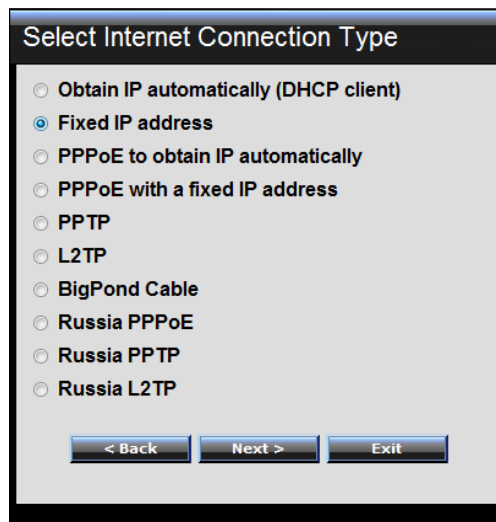 Select Internet Connection Type
Obtain IP automatically (DHCP client)
Fixed IP address
PPPoE to obtain IP automatically
PPPoE with a fixed IP address
PPTP
L2TP
BigPond Cable
Russia PPPoE
Russia PPTP
Russia L2TP
< Back Next > Exit